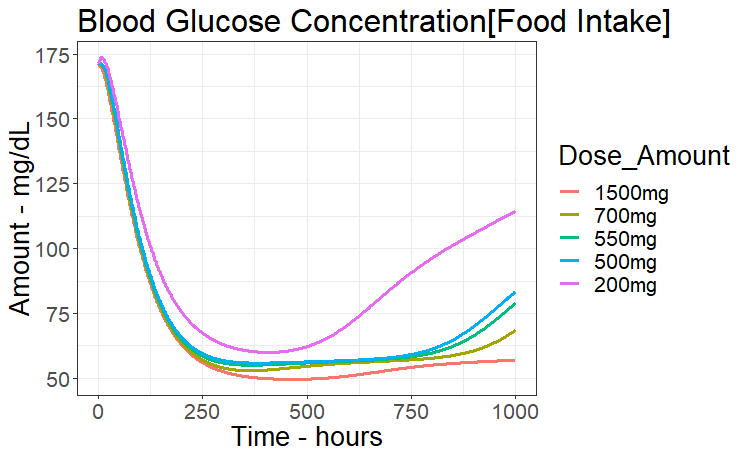 Blood Glucose Concentration[Food Intake]
Amount - mg/dL
175
150
125
100
75
50
0
250
500
750
1000
Time - hours
Dose_Amount
1500mg
700mg
550mg
500mg
200mg